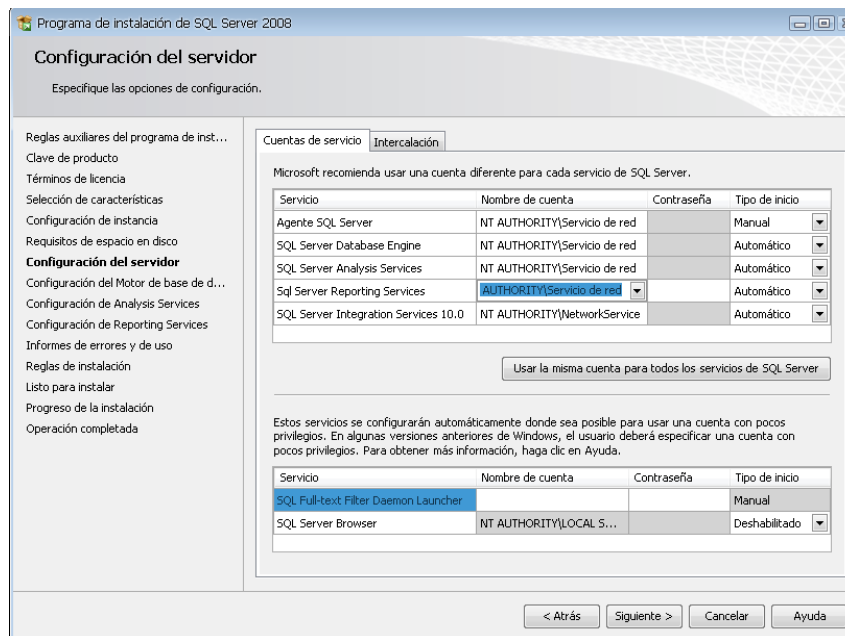 Programa de instalación de SQL Server 2008
Configuración del servidor
Especifique las opciones de configuración.
Reglas auxiliares del programa de inst...
Clave de producto
Términos de licencia
Selección de características
Configuración de instancia
Requisitos de espacio en disco
Configuración del servidor
Configuración del Motor de base de d...
Configuración de Analysis Services
Configuración de Reporting Services
Informes de errores y de uso
Reglas de instalación
Listo para instalar
Progreso de la instalación
Operación completada
Cuentas de servicio Intercalación
Microsoft recomienda usar una cuenta diferente para cada servicio de SQL Server.
Servicio Nombre de cuenta Contraseña Tipo de inicio
Agente SQL Server NT AUTHORITY\Servicio de red Manual
SQL Server Database Engine NT AUTHORITY\Servicio de red Automático
SQL Server Analysis Services NT AUTHORITY\Servicio de red Automático
Sql Server Reporting Services AUTHORITY\Servicio de red Automático
SQL Server Integration Services 10.0 NT AUTHORITY\NetworkService Automático
Usar la misma cuenta para todos los servicios de SQL Server
Estos servicios se configurarán automáticamente donde sea posible para usar una cuenta con pocos
privilegios. En algunas versiones anteriores de Windows, el usuario deberá especificar una cuenta con
pocos privilegios. Para obtener más información, haga clic en Ayuda.
Servicio Nombre de cuenta Contraseña Tipo de inicio
SQL Full-text Filter Daemon Launcher Manual
SQL Server Browser NT AUTHORITY\LOCAL S... Deshabilitado
< Atrás Siguiente > Cancelar Ayuda